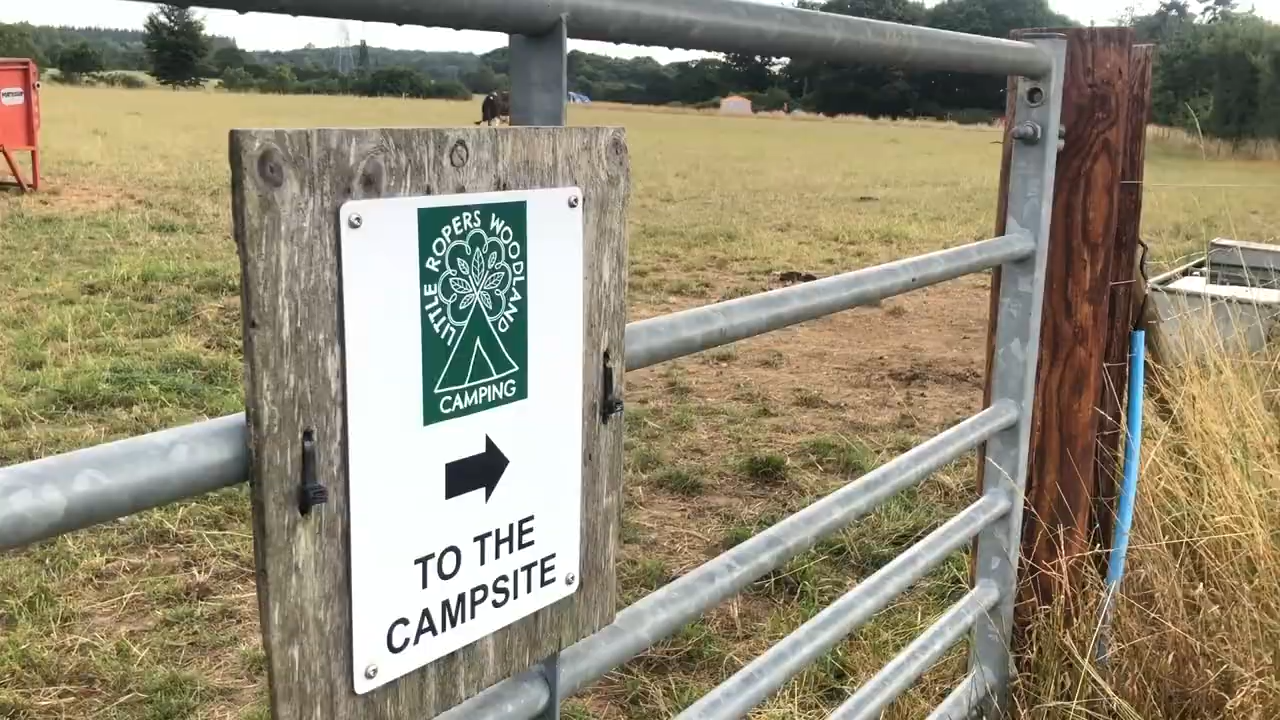 LITTLE ROPERS WOODLAND
CAMPING
TO THE
CAMPSITE